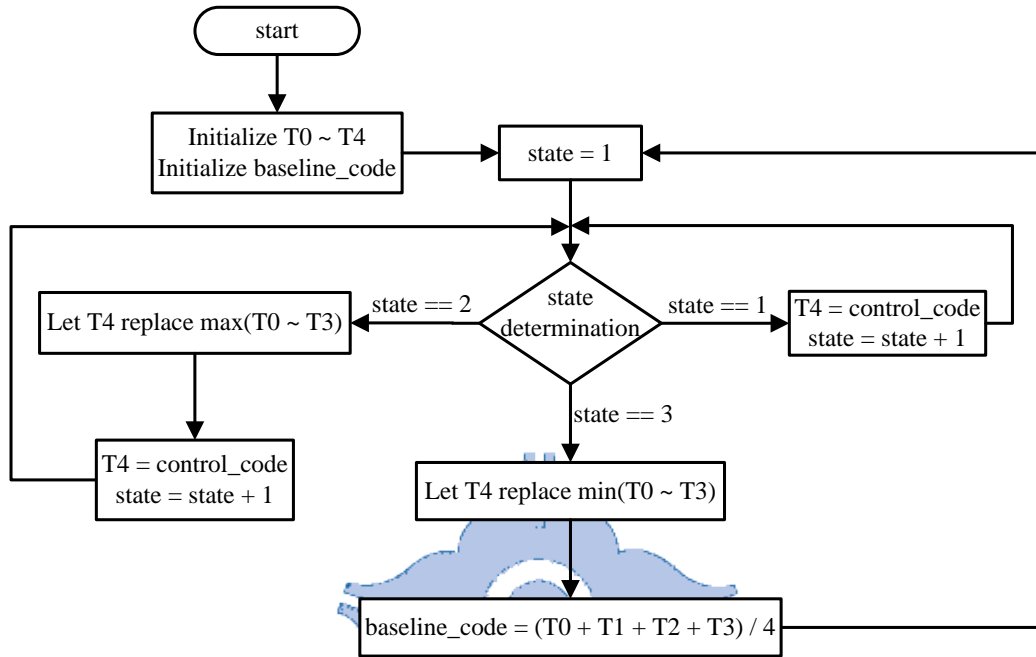 start
Initialize T0 ~ T4
Initialize baseline_code
state = 1
state == 2
state
determination
state == 1
Let T4 replace max(T0 ~ T3)
T4 = control_code
state = state + 1
state == 3
T4 = control_code
state = state + 1
Let T4 replace min(T0 ~ T3)
baseline_code = (T0 + T1 + T2 + T3) / 4